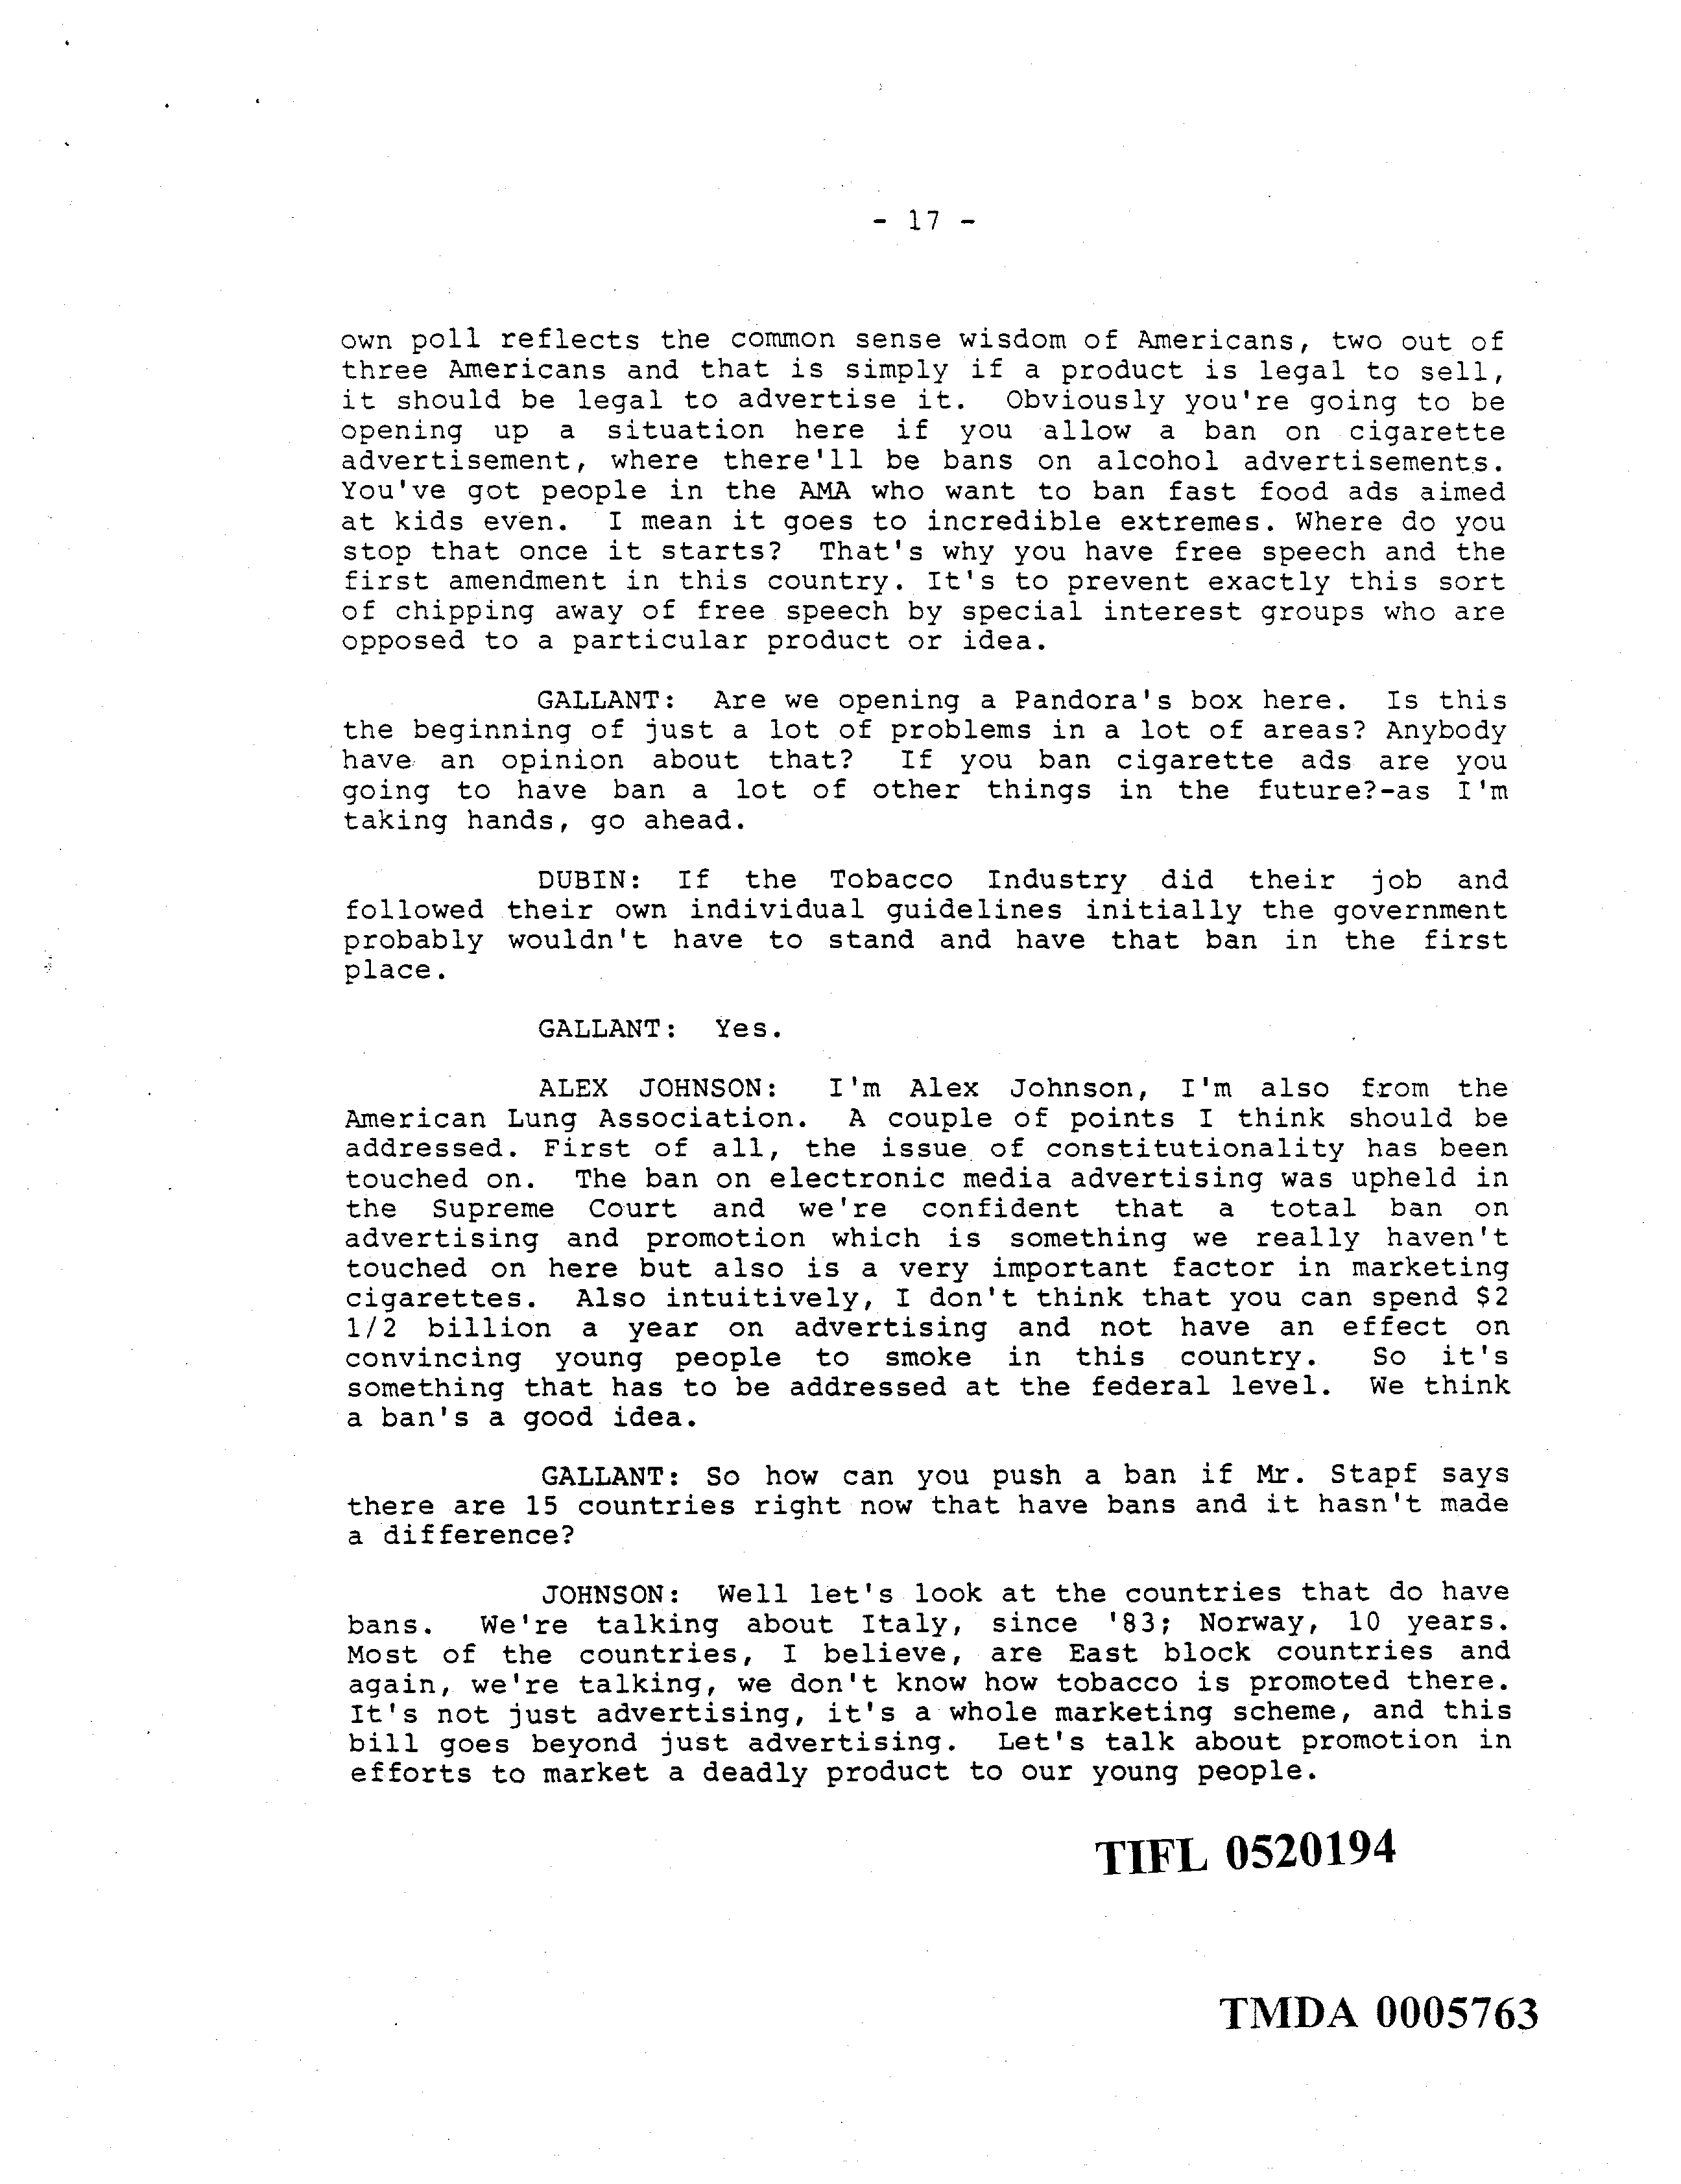 - 17 -
own poll reflects the common sense wisdom of Americans, two out of
three Americans and that is simply if a product is legal to sell,
it should be legal to advertise it. Obviously you're going to be
opening up a situation here if you allow a ban on cigarette
advertisement, where there'll be bans on alcohol advertisements.
You've got people in the AMA who want to ban fast food ads aimed
at kids even. I mean it goes to incredible extremes. Where do you
stop that once it starts? That's why you have free speech and the
first amendment in this country. It's to prevent exactly this sort
of chipping away of free speech by special interest groups who are
opposed to a particular product or idea.
GALLANT: Are we opening a Pandora's box here. Is this
the beginning of just a lot of problems in a lot of areas? Anybody
have an opinion about that? If you ban cigarette ads are you
going to have ban a lot of other things in the future?-as I'm
taking hands, go ahead.
DUBIN: If the Tobacco Industry did their job and
followed their own individual guidelines initially the government
probably wouldn't have to stand and have that ban in the first
place.
GALLANT: Yes.
ALEX JOHNSON: I'm Alex Johnson, I'm also from the
American Lung Association. A couple of points I think should be
addressed. First of all, the issue of constitutionality has been
touched on. The ban on electronic media advertising was upheld in
the Supreme Court and we're confident that a total ban on
advertising and promotion which is something we really haven't
touched on here but also is a very important factor in marketing
cigarettes. Also intuitively, I don't think that you can spend $2
1/2 billion a year on advertising and not have an effect on
convincing young people to smoke in this country. So it's
something that has to be addressed at the federal level. We think
a ban's a good idea.
GALLANT: So how can you push a ban if Mr. Stapf says
there are 15 countries right now that have bans and it hasn't made
a difference?
JOHNSON: Well let's look at the countries that do have
bans. We're talking about Italy, since '83; Norway, 10 years.
Most of the countries, I believe, are East block countries and
again, we're talking, we don't know how tobacco is promoted there.
It's not just advertising, it's a whole marketing scheme, and this
bill goes beyond just advertising. Let's talk about promotion in
efforts to market a deadly product to our young people.
TIFL 0520194
TMDA 0005763